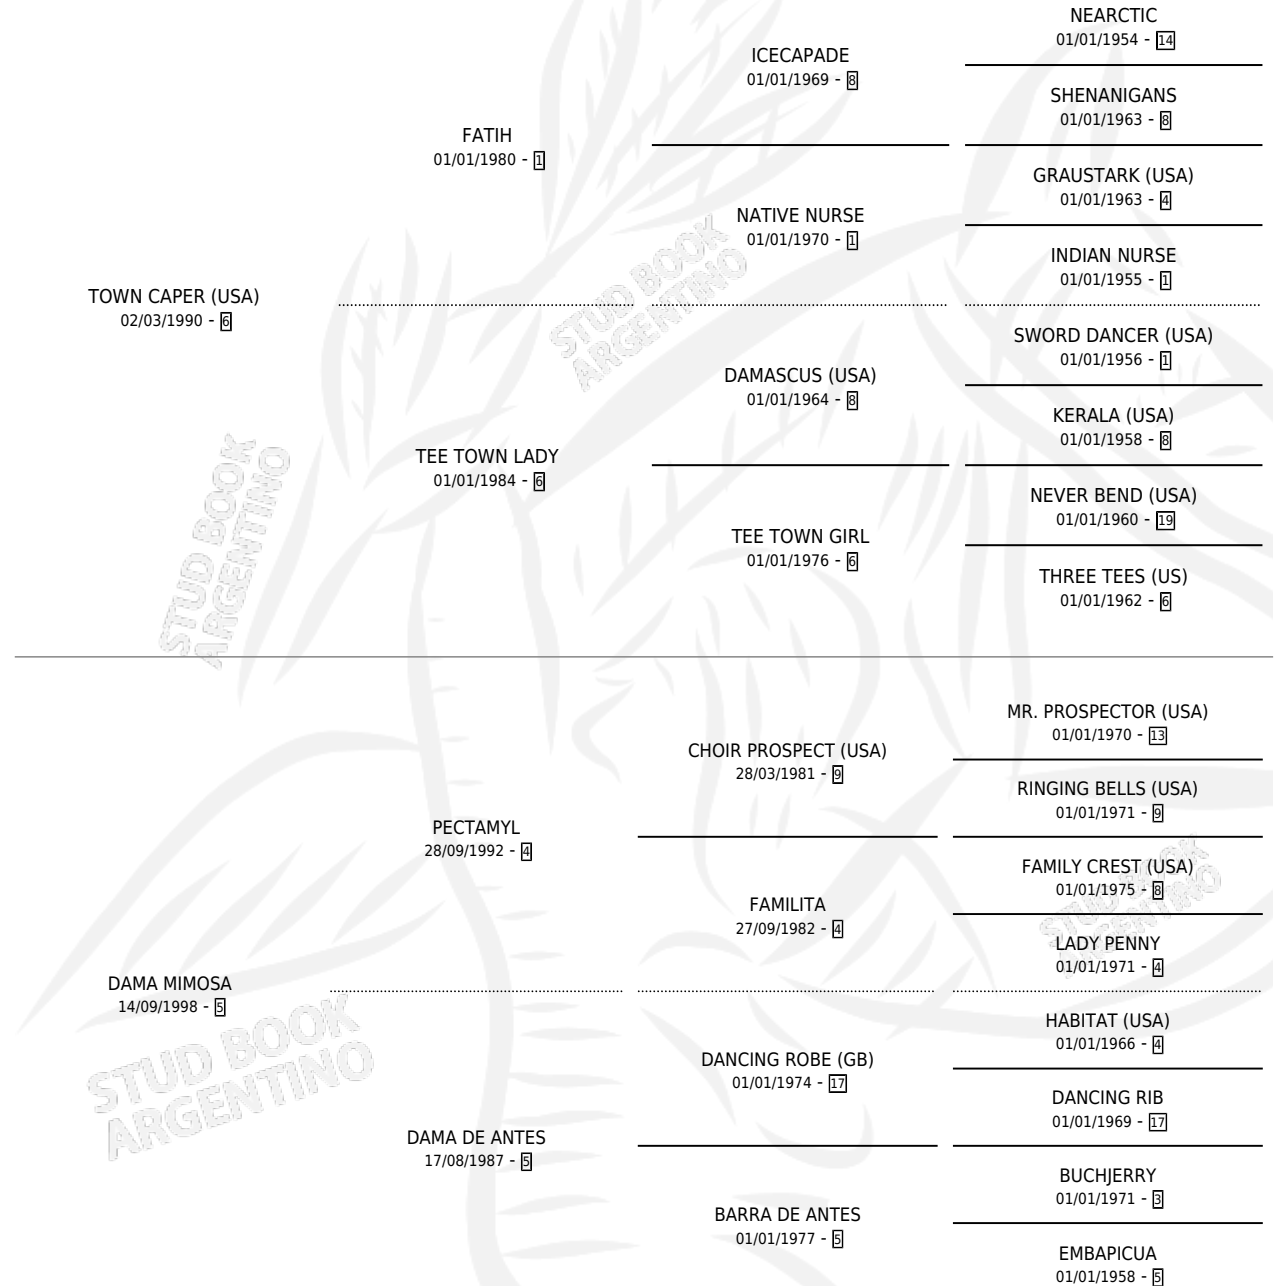 NEARCTIC
01/01/1954 - 14
ICECAPADE
01/01/1969 - 8
SHENANIGANS
01/01/1963 - 8
FATIH
01/01/1980 - 1
GRAUSTARK (USA)
01/01/1963 - 4
NATIVE NURSE
01/01/1970 - 1
INDIAN NURSE
01/01/1955 - 1
TOWN CAPER (USA)
02/03/1990 - 6
SWORD DANCER (USA)
01/01/1956 - 1
DAMASCUS (USA)
01/01/1964 - 8
KERALA (USA)
01/01/1958 - 8
TEE TOWN LADY
01/01/1984 - 6
NEVER BEND (USA)
01/01/1960 - 19
TEE TOWN GIRL
01/01/1976 - 6
THREE TEES (US)
01/01/1962 - 6
MR. PROSPECTOR (USA)
01/01/1970 - 13
CHOIR PROSPECT (USA)
28/03/1981 - 9
RINGING BELLS (USA)
01/01/1971 - 9
PECTAMYL
28/09/1992 - 4
FAMILY CREST (USA)
01/01/1975 - 8
FAMILITA
27/09/1982 - 4
LADY PENNY
01/01/1971 - 4
DAMA MIMOSA
14/09/1998 - 5
HABITAT (USA)
01/01/1966 - 4
DANCING ROBE (GB)
01/01/1974 - 17
DANCING RIB
01/01/1969 - 17
DAMA DE ANTES
17/08/1987 - 5
BUCHJERRY
01/01/1971 - 3
BARRA DE ANTES
01/01/1977 - 5
EMBAPICUA
01/01/1958 - 5
STUD BOOK
ARGENTINO
STUD BOOK
ARGENTINO
STUD BOOK
ARGENTINO
STUD BOOK
ARGENTINO